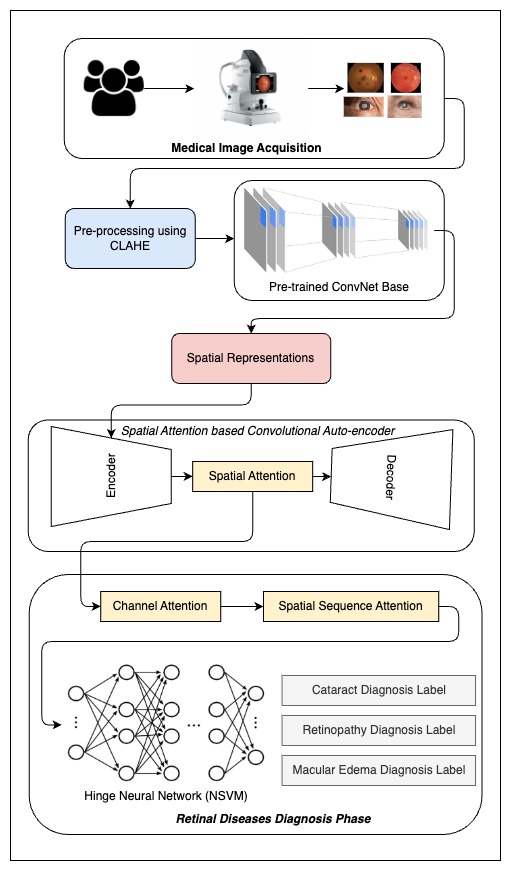 Medical Image Acquisition
Pre-processing using
CLAHE
Pre-trained ConvNet Base
Spatial Representations
Spatial Attention based Convolutional Auto-encoder
Encoder
Spatial Attention
Decoder
Channel Attention
Spatial Sequence Attention
Cataract Diagnosis Label
Retinopathy Diagnosis Label
Macular Edema Diagnosis Label
Hinge Neural Network (NSVM)
Retinal Diseases Diagnosis Phase